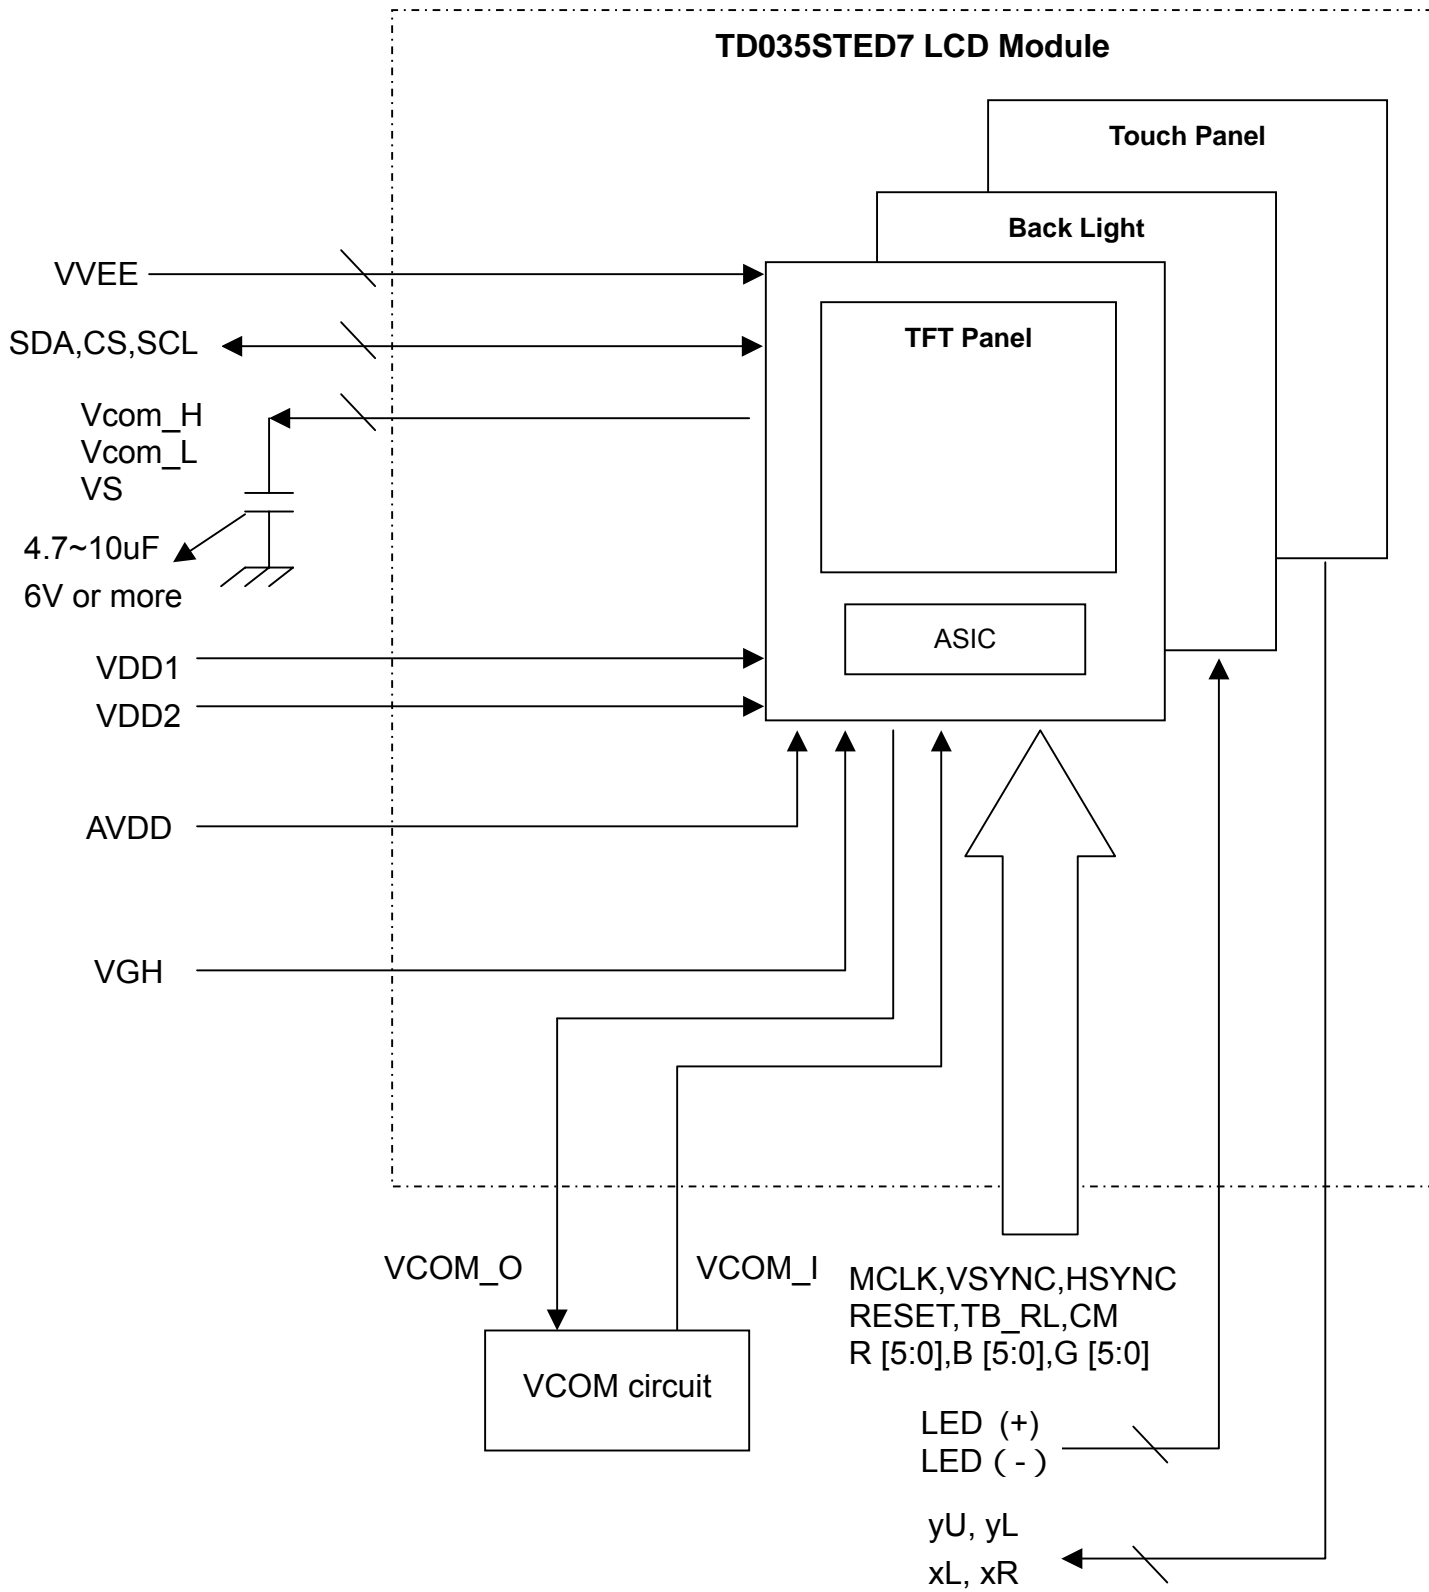 TD035STED7 LCD Module
Touch Panel
Back Light
VVEE
TFT Panel
SDA,CS,SCL
Vcom_H
Vcom_L
VS
4.7~10uF
6V or more
ASIC
VDD1
VDD2
AVDD
VGH
VCOM_O
VCOM_I
MCLK,VSYNC,HSYNC
RESET,TB_RL,CM
R [5:0],B [5:0],G [5:0]
VCOM circuit
LED (+)
LED ( - )
yU, yL
xL, xR